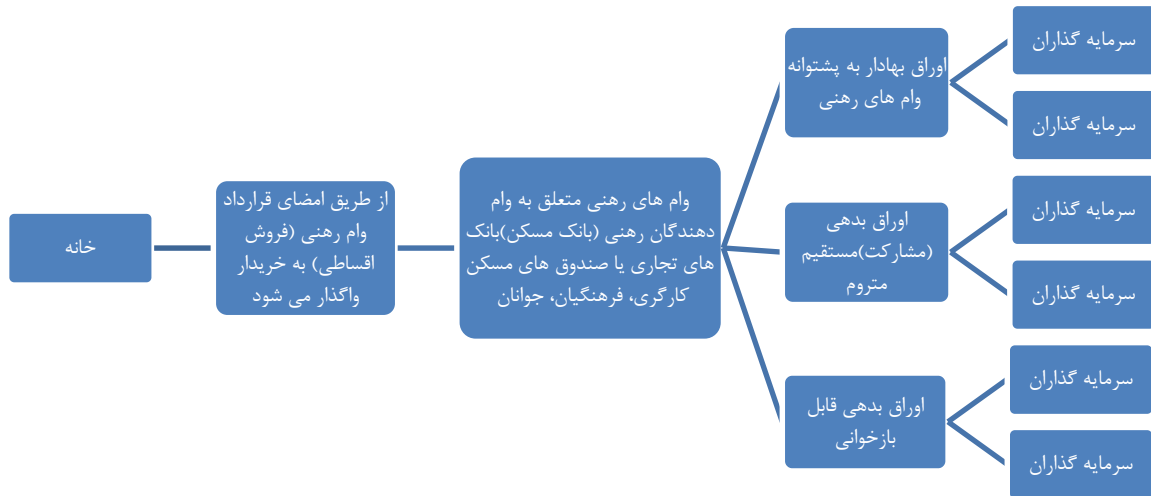 خانه
از طریق امضای قرارداد
وام رهنی (فروش
اقساطی) به خریدار
واگذار می شود
وام های رهنی متعلق به وام
دهندگان رهنی (بانک مسکن)بانک
های تجاری یا صندوق های مسکن
کارگری، فرهنگیان، جوانان
اوراق بهادار به پشتوانه
وام های رهنی
سرمایه گذاران
سرمایه گذاران
اوراق بدهی
(مشارکت)مستقیم
متروم
سرمایه گذاران
سرمایه گذاران
اوراق بدهی قابل
بازخوانی
سرمایه گذاران
سرمایه گذاران